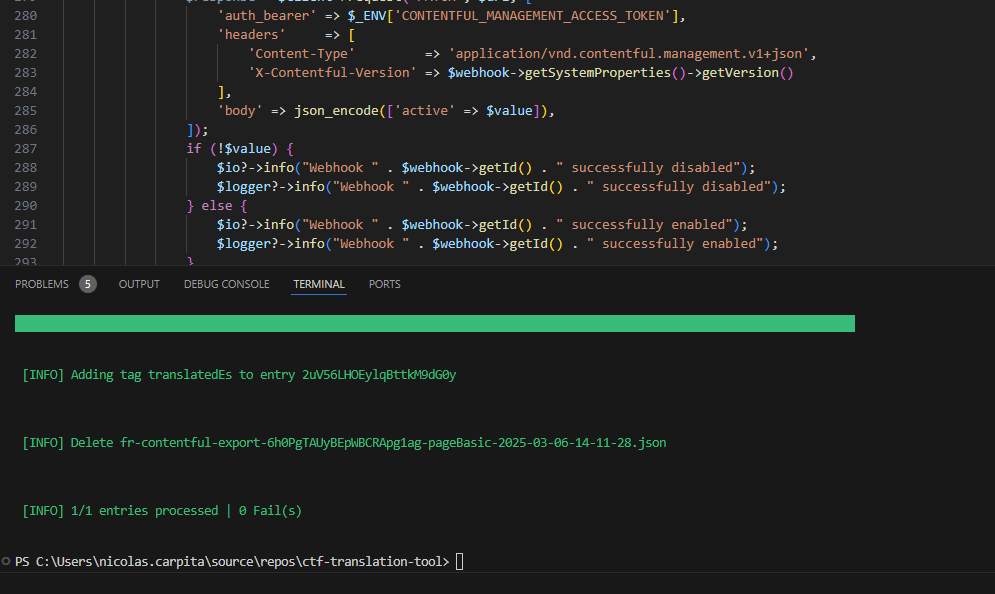 280 'auth_bearer' => $_ENV['CONTENTFUL_MANAGEMENT_ACCESS_TOKEN'],
281 'headers' => [
282 'Content-Type' => 'application/vnd.contentful.management.v1+json',
283 'X-Contentful-Version' => $webhook->getSystemProperties()->getVersion()
284 ],
285 'body' => json_encode(['active' => $value]),
286 ]);
287 if (!$value) {
288 $io?->info("Webhook " . $webhook->getId() . " successfully disabled");
289 $logger?->info("Webhook " . $webhook->getId() . " successfully disabled");
290 } else {
291 $io?->info("Webhook " . $webhook->getId() . " successfully enabled");
292 $logger?->info("Webhook " . $webhook->getId() . " successfully enabled");
293 }
PROBLEMS 5 OUTPUT DEBUG CONSOLE TERMINAL PORTS
[INFO] Adding tag translatedEs to entry 2uV56LHOEylqBttkM9dG0y
[INFO] Delete fr-contentful-export-6h0PgTAUyBEpWBCRApg1ag-pageBasic-2025-03-06-14-11-28.json
[INFO] 1/1 entries processed | 0 Fail(s)
PS C:\Users\nicolas.carpita\source\repos\ctf-translation-tool>